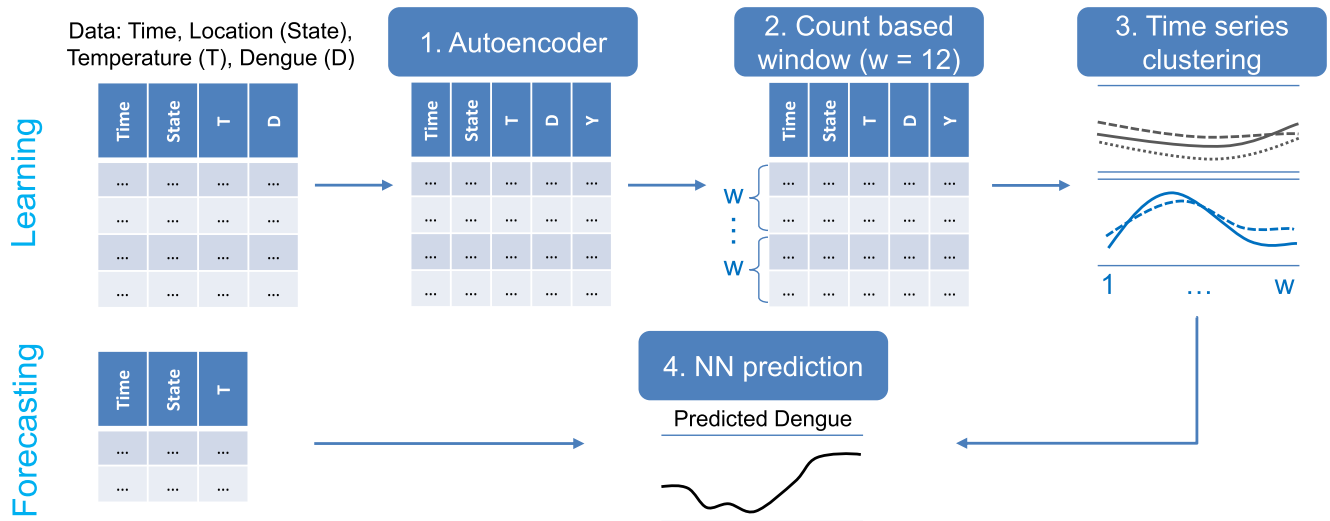 Data: Time, Location (State),
Temperature (T), Dengue (D)
1. Autoencoder
2. Count based
window (w = 12)
3. Time series
clustering
Learning
Time State T D
... ... ... ...
... ... ... ...
... ... ... ...
... ... ... ...
Time State T D Y
... ... ... ... ...
... ... ... ... ...
... ... ... ... ...
... ... ... ... ...
w
⋮
w
Time State T D Y
... ... ... ... ...
... ... ... ... ...
... ... ... ... ...
... ... ... ... ...
1 ... w
Forecasting
Time State T
... ... ...
... ... ...
4. NN prediction
Predicted Dengue